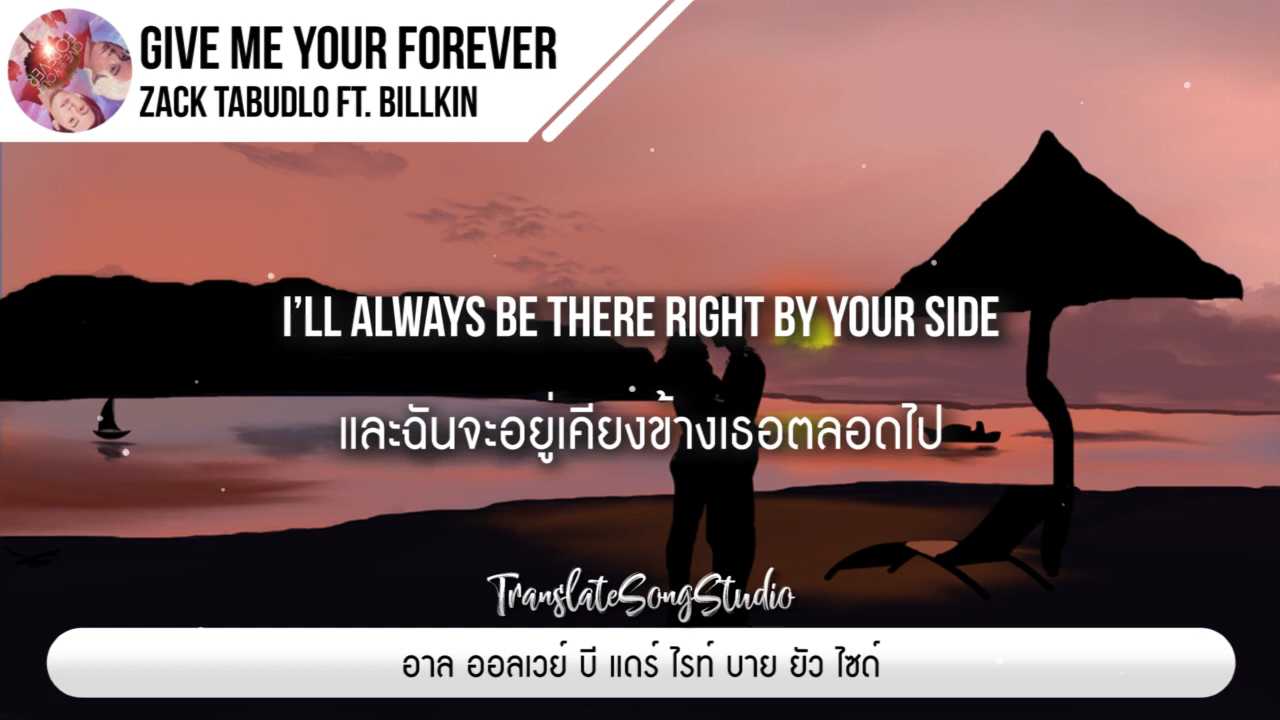 GIVE ME YOUR FOREVER
ZACK TABUDLO FT. BILLKIN
I'LL ALWAYS BE THERE RIGHT BY YOUR SIDE
และฉันจะอยู่เคียงข้างเธอตลอดไป
TranslateSongStudio
อาล ออลเวย์ บี แดร์ ไรท์ บาย ยัว ไซด์